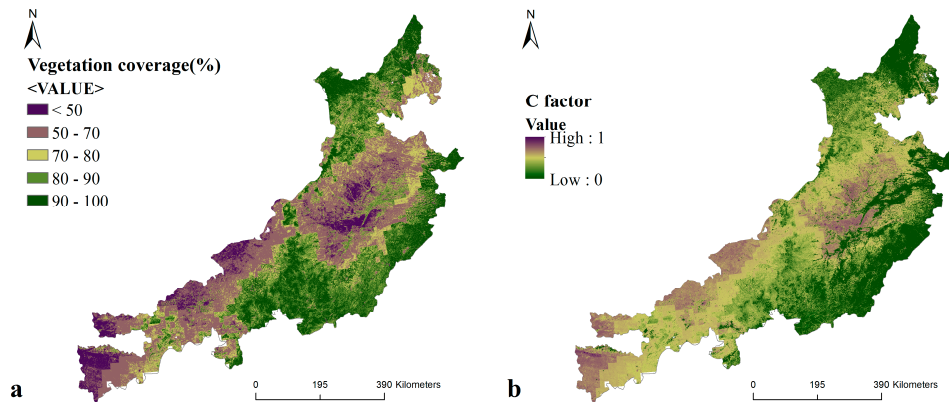 N
Vegetation coverage(%)
<VALUE>
< 50
50 - 70
70 - 80
80 - 90
90 - 100
a
0 195 390 Kilometers
N
C factor
Value
High : 1
Low : 0
b
0 195 390 Kilometers